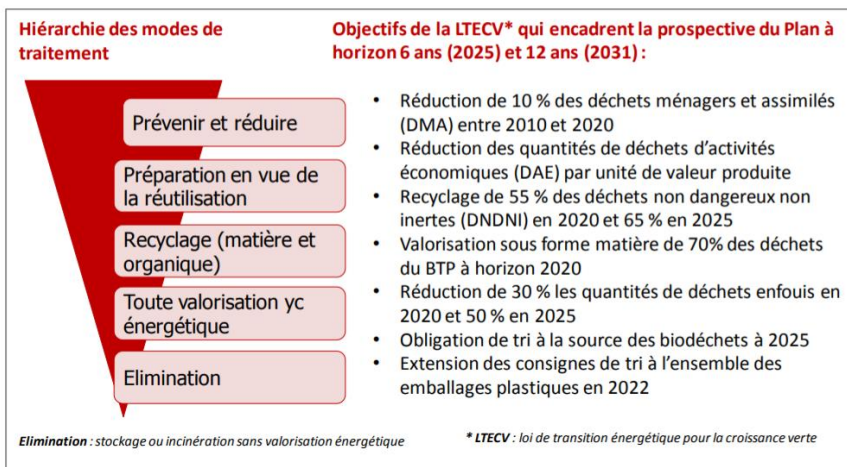 Hiérarchie des modes de
traitement
Prévenir et réduire
Préparation en vue de
la réutilisation
Recyclage (matière et
organique)
Toute valorisation yc
énergétique
Elimination
Objectifs de la LTECV* qui encadrent la prospective du Plan à
horizon 6 ans (2025) et 12 ans (2031) :
• Réduction de 10 % des déchets ménagers et assimilés
(DMA) entre 2010 et 2020
• Réduction des quantités de déchets d’activités
économiques (DAE) par unité de valeur produite
• Recyclage de 55 % des déchets non dangereux non
inertes (DNDNI) en 2020 et 65 % en 2025
• Valorisation sous forme matière de 70% des déchets
du BTP à horizon 2020
• Réduction de 30 % les quantités de déchets enfouis en
2020 et 50 % en 2025
• Obligation de tri à la source des biodéchets à 2025
• Extension des consignes de tri à l’ensemble des
emballages plastiques en 2022
Elimination : stockage ou incinération sans valorisation énergétique
* LTECV : loi de transition énergétique pour la croissance verte